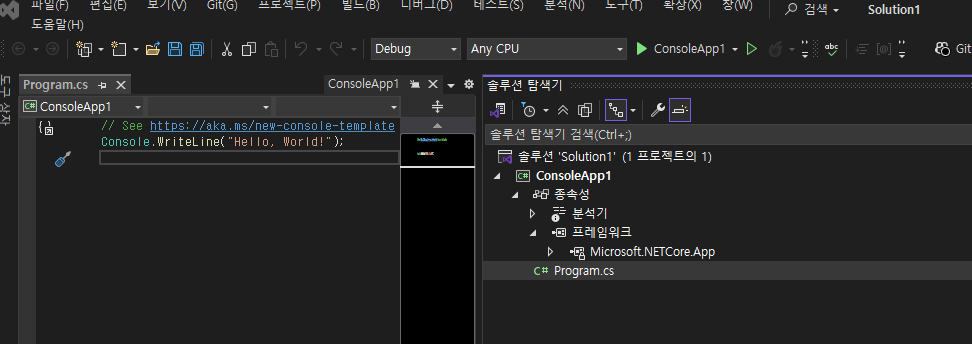 파일(F) 편집(E) 보기(V) Git(G) 프로젝트(P) 빌드(B) 디버그(D) 테스트(S) 분석(N) 도구(T) 확장(X) 창(W) 검색 Solution1
도움말(H)
Debug Any CPU ConsoleApp1 Git
도구 상자
Program.cs ConsoleApp1
C# ConsoleApp1
// See https://aka.ms/new-console-template
Console.WriteLine("Hello, World!");
솔루션 탐색기
솔루션 탐색기 검색(Ctrl+;)
솔루션 'Solution1' (1 프로젝트의 1)
C# ConsoleApp1
종속성
분석기
프레임워크
Microsoft.NETCore.App
C# Program.cs